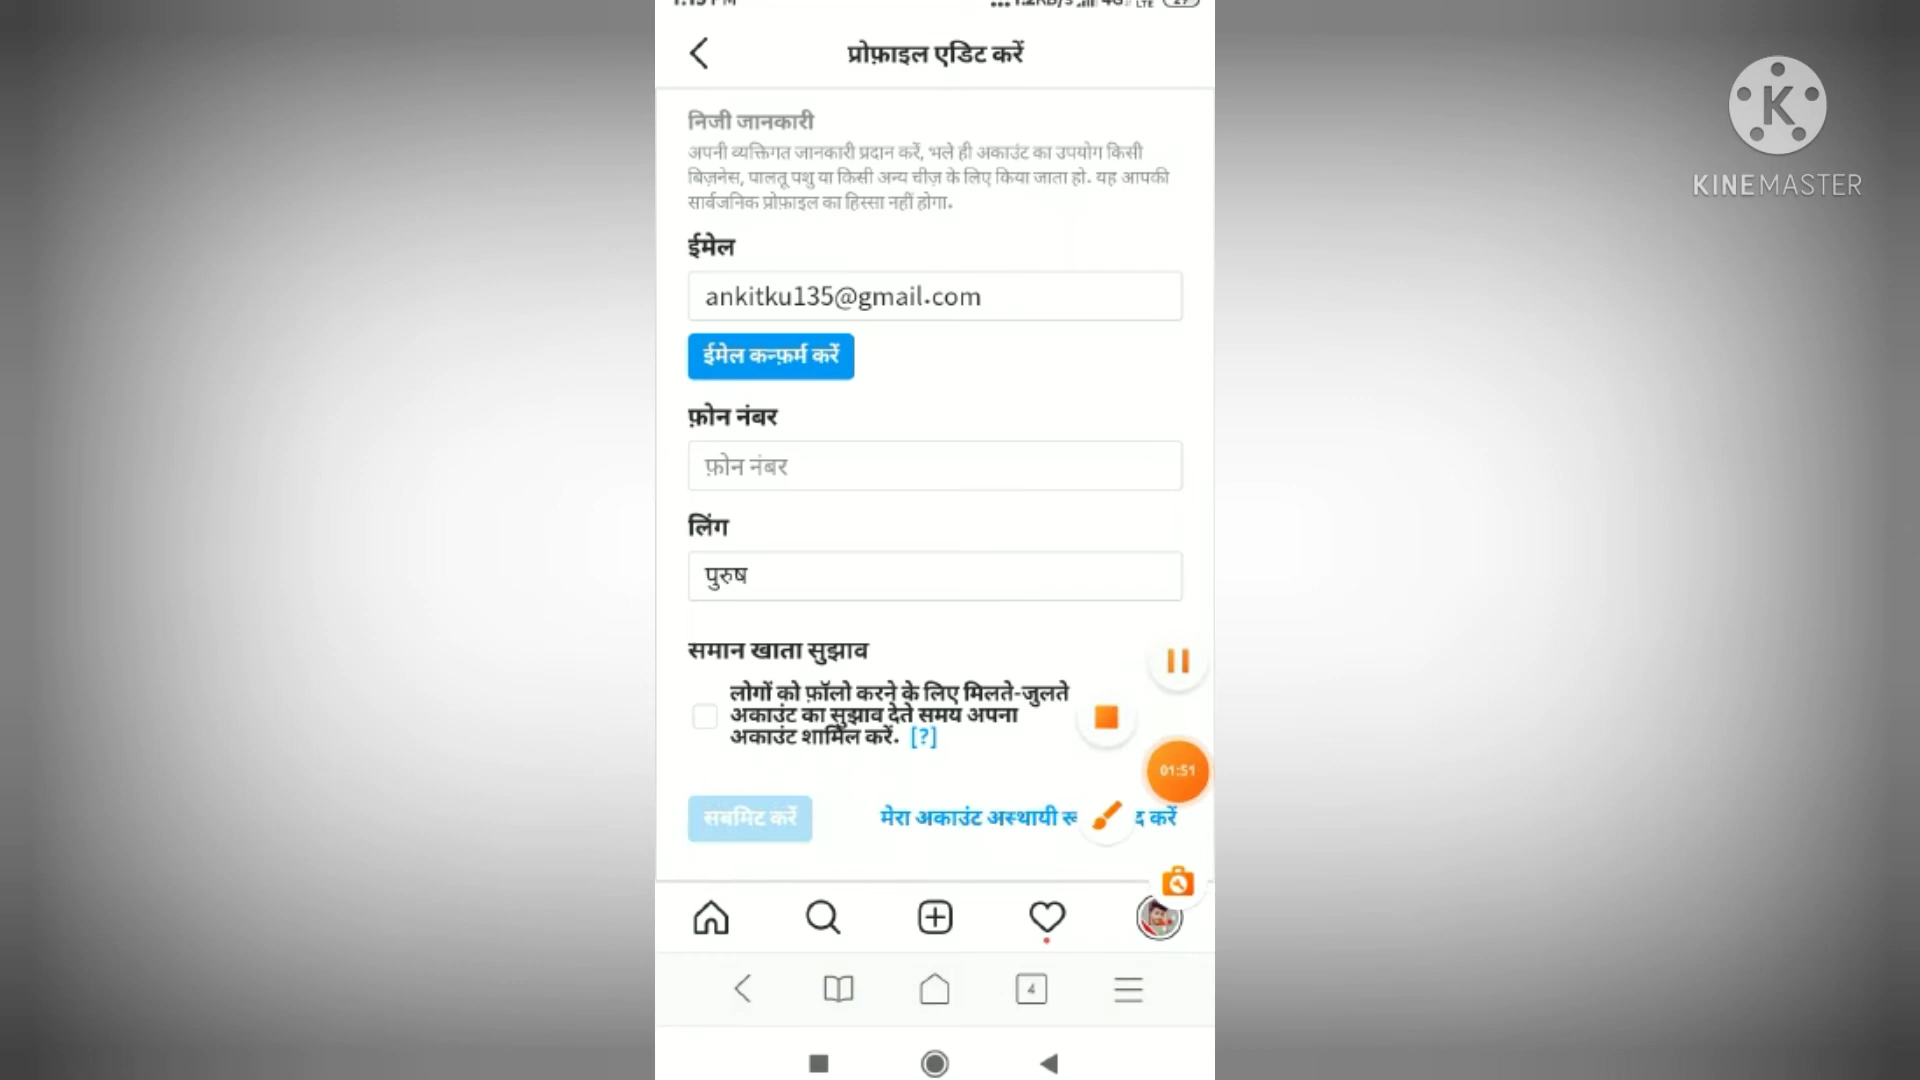 प्रोफ़ाइल एडिट करें
KINEMASTER
निजी जानकारी
अपनी व्यक्तिगत जानकारी प्रदान करें, भले ही अकाउंट का उपयोग किसी
बिज़नेस, पालतू पशु या किसी अन्य चीज़ के लिए किया जाता हो. यह आपकी
सार्वजनिक प्रोफ़ाइल का हिस्सा नहीं होगा.
ईमेल
ankitku135@gmail.com
ईमेल कन्फ़र्म करें
फ़ोन नंबर
फ़ोन नंबर
लिंग
पुरुष
समान खाता सुझाव
लोगों को फ़ॉलो करने के लिए मिलते-जुलते
अकाउंट का सुझाव देते समय अपना
अकाउंट शामिल करें. [?]
01:51
सबमिट करें
मेरा अकाउंट अस्थायी करें
4